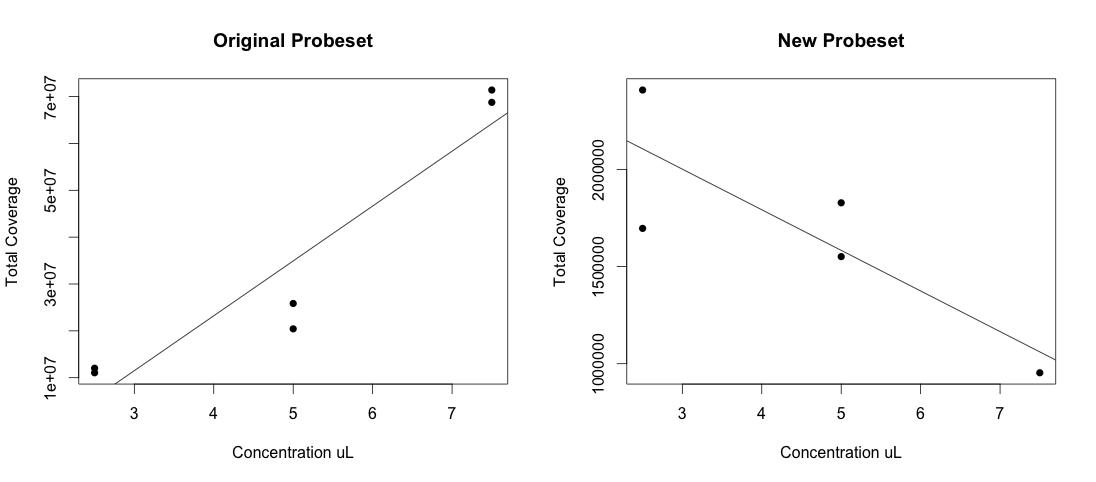 Original Probeset
Total Coverage
7e+07
5e+07
3e+07
1e+07
3 4 5 6 7
Concentration uL
New Probeset
Total Coverage
2000000
1500000
1000000
3 4 5 6 7
Concentration uL